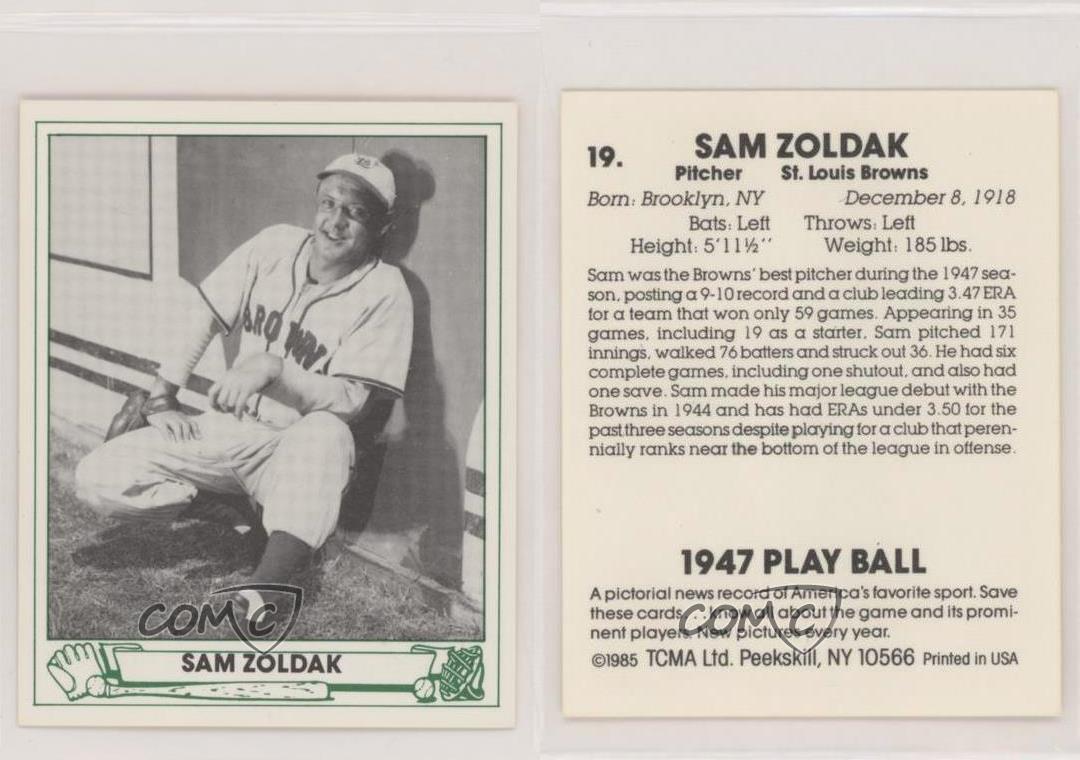 BROWNS
SAM ZOLDAK
COMC
19.
SAM ZOLDAK
Pitcher St. Louis Browns
Born: Brooklyn, NY December 8, 1918
Bats: Left Throws: Left
Height: 5'11½'' Weight: 185 lbs.
Sam was the Browns' best pitcher during the 1947 sea-
son, posting a 9-10 record and a club leading 3.47 ERA
for a team that won only 59 games. Appearing in 35
games, including 19 as a starter, Sam pitched 171
innings, walked 76 batters and struck out 36. He had six
complete games, including one shutout, and also had
one save. Sam made his major league debut with the
Browns in 1944 and has had ERAs under 3.50 for the
past three seasons despite playing for a club that peren-
nially ranks near the bottom of the league in offense.
1947 PLAY BALL
A pictorial news record of America's favorite sport. Save
these cards know all about the game and its promi-
nent players. New pictures every year.
©1985 TCMA Ltd. Peekskill, NY 10566 Printed in USA
COMC